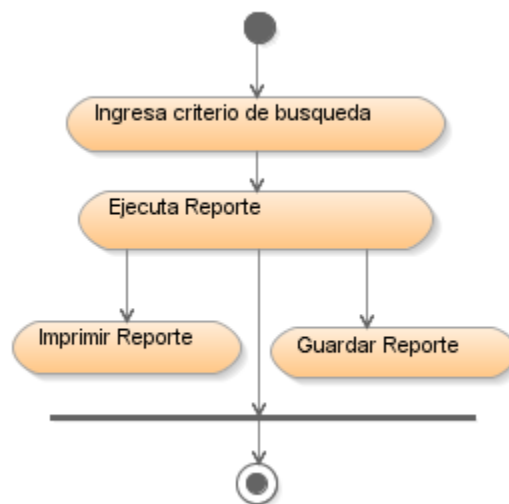 Ingresa criterio de busqueda
Ejecuta Reporte
Imprimir Reporte
Guardar Reporte